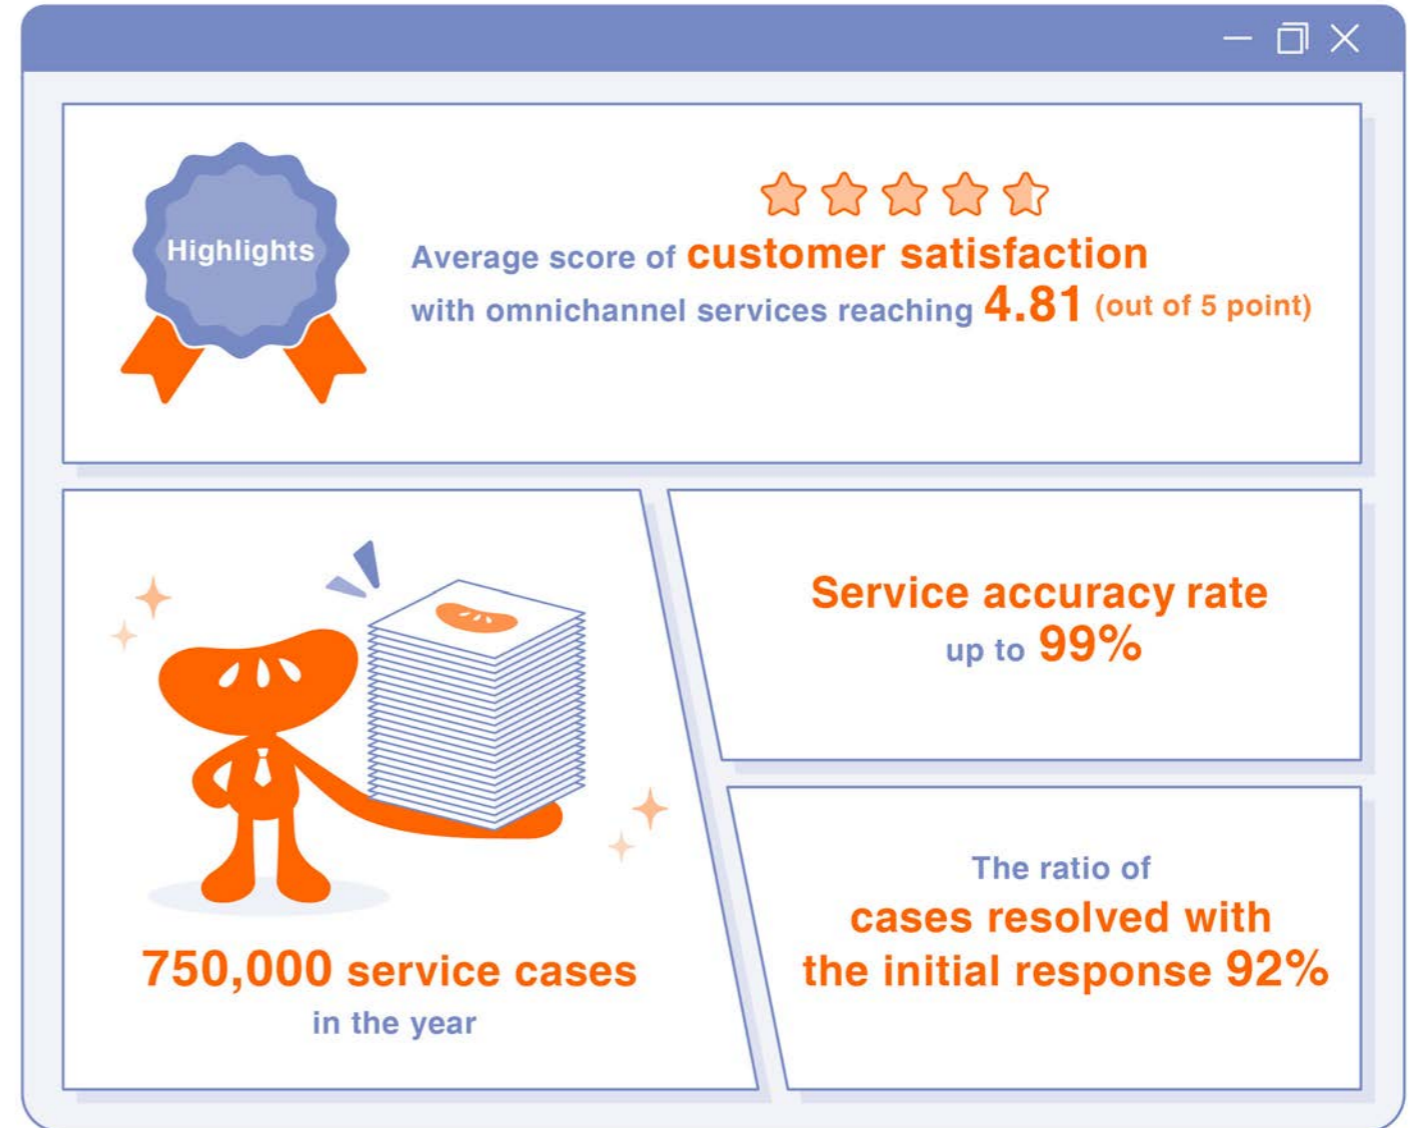 Highlights
Average score of customer satisfaction
with omnichannel services reaching 4.81 (out of 5 point)
750,000 service cases
in the year
Service accuracy rate
up to 99%
The ratio of
cases resolved with
the initial response 92%